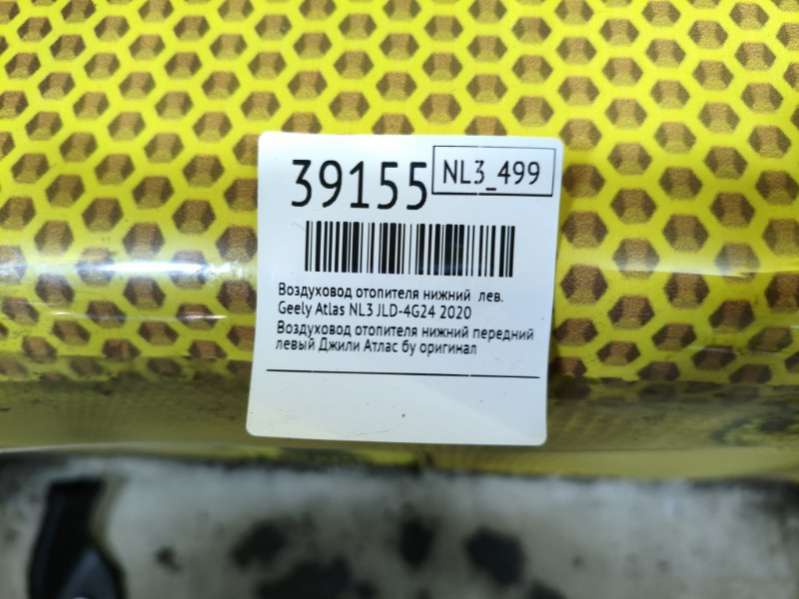 39155 NL3_499
Воздуховод отопителя нижний лев.
Geely Atlas NL3 JLD-4G24 2020
Воздуховод отопителя нижний передний
левый Джили Атлас бу оригинал